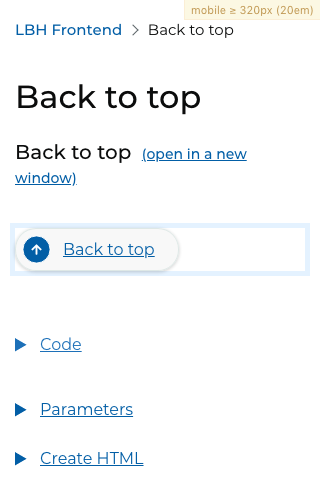 mobile ≥ 320px (20em)
LBH Frontend > Back to top
Back to top
Back to top (open in a new
window)
Back to top
Code
Parameters
Create HTML